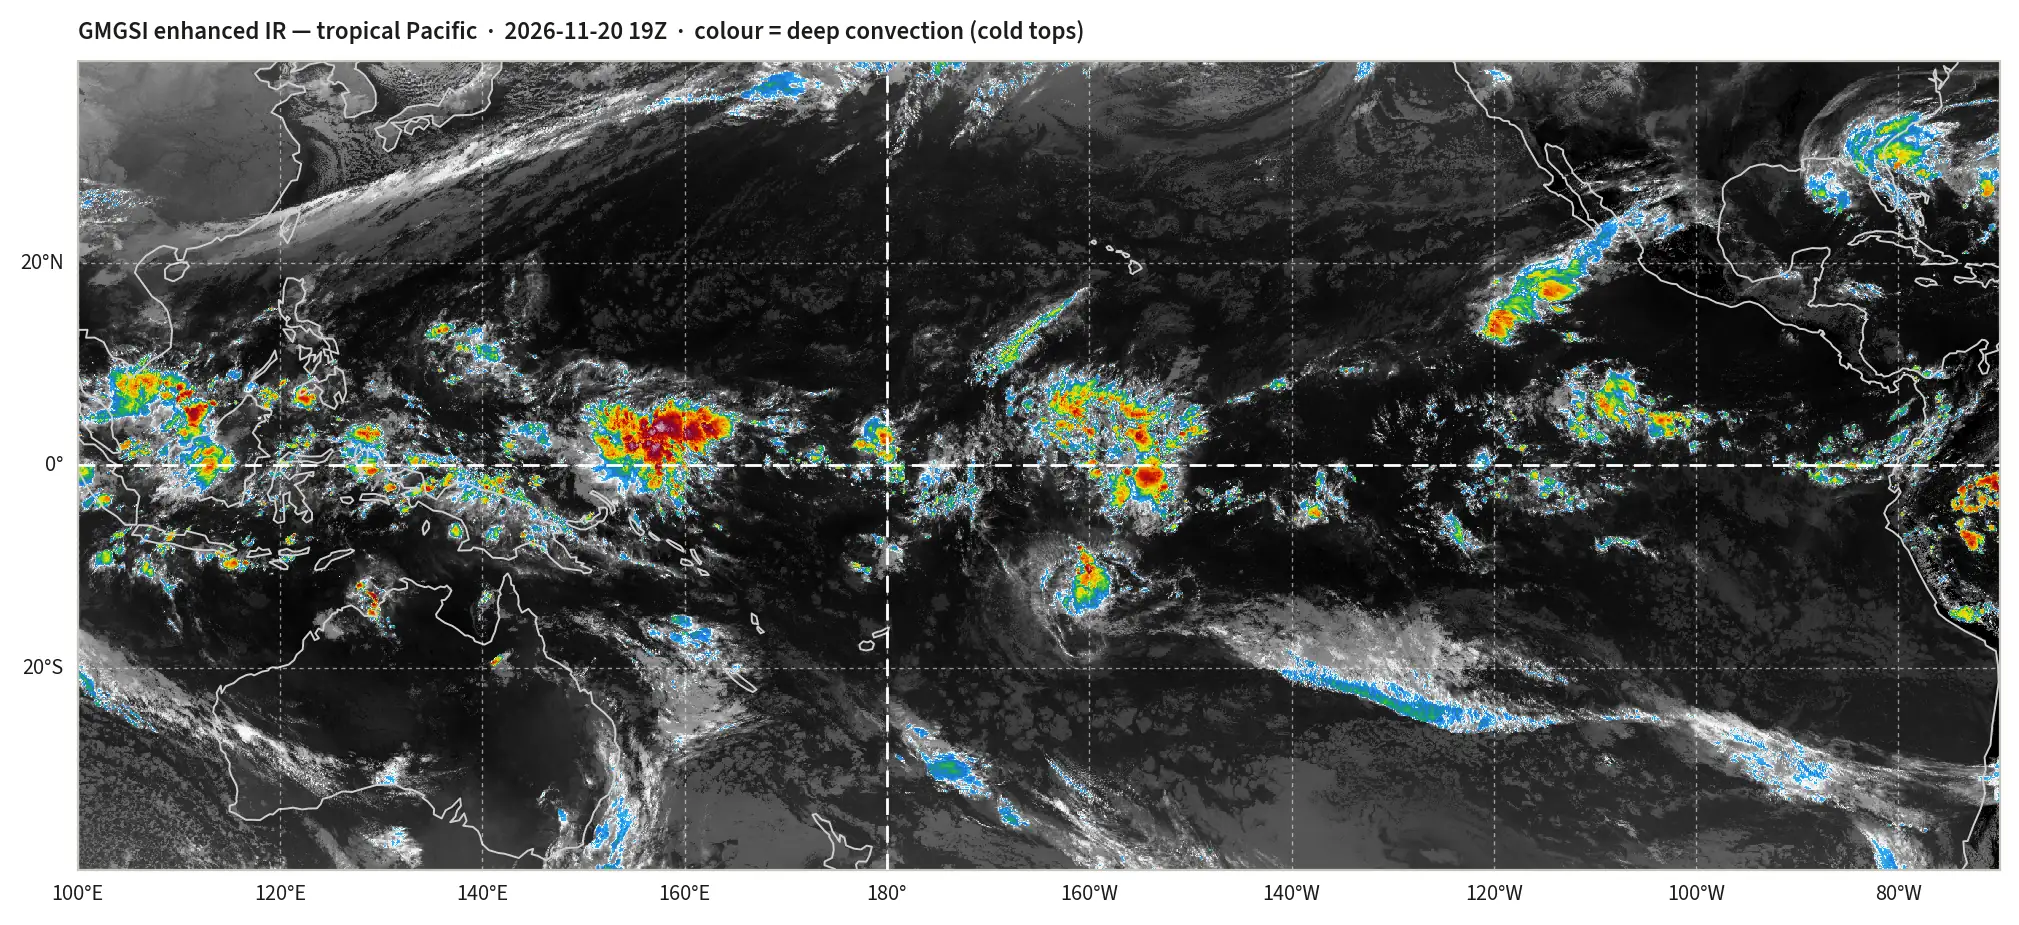 GMGSI enhanced IR — tropical Pacific · 2026-11-20 19Z · colour = deep convection (cold tops)
20°N
0°
20°S
100°E 120°E 140°E 160°E 180° 160°W 140°W 120°W 100°W 80°W